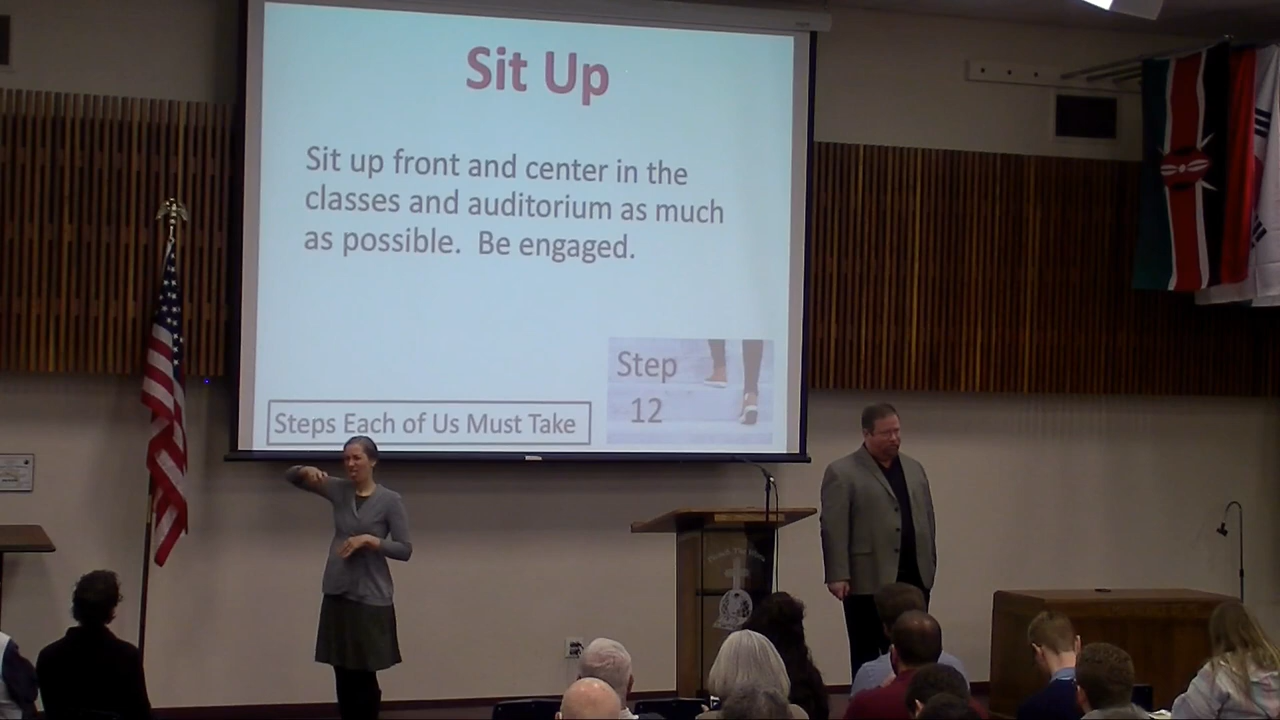 Sit Up
Sit up front and center in the
classes and auditorium as much
as possible.  Be engaged.
Step
12
Steps Each of Us Must Take